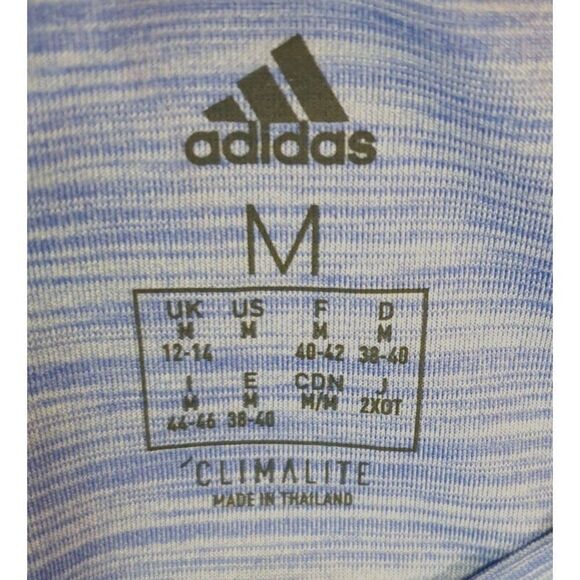 adidas
M
UK US F D
M M M M
12-14 40-42 38-40
I E CDN J
M M M/M 2XOT
44-46 38-40
CLIMALITE
MADE IN THAILAND